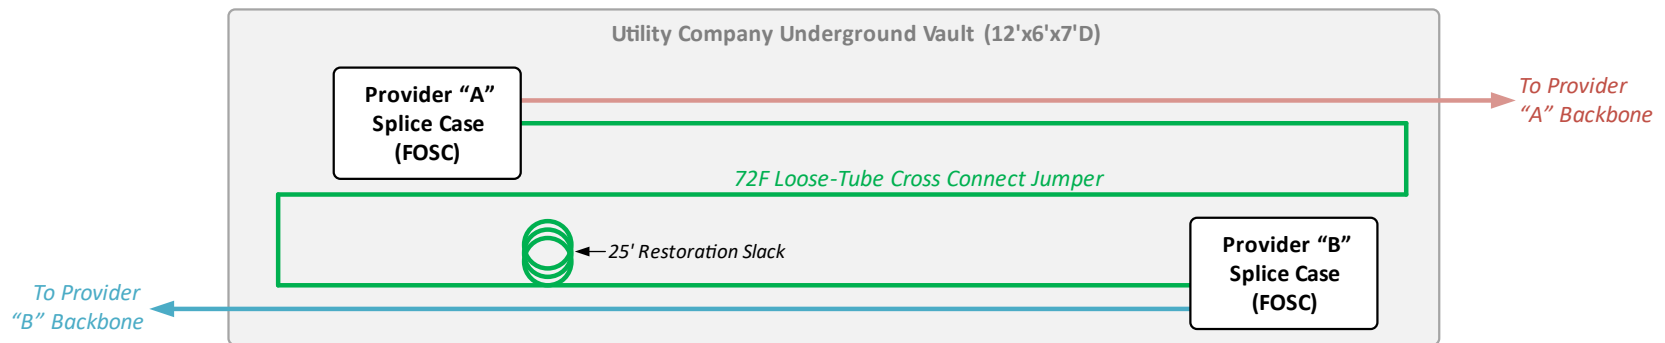 Utility Company Underground Vault (12'x6'x7'D)
Provider “A”
Splice Case
(FOSC)
To Provider
“A” Backbone
72F Loose-Tube Cross Connect Jumper
25' Restoration Slack
Provider “B”
Splice Case
(FOSC)
To Provider
“B” Backbone